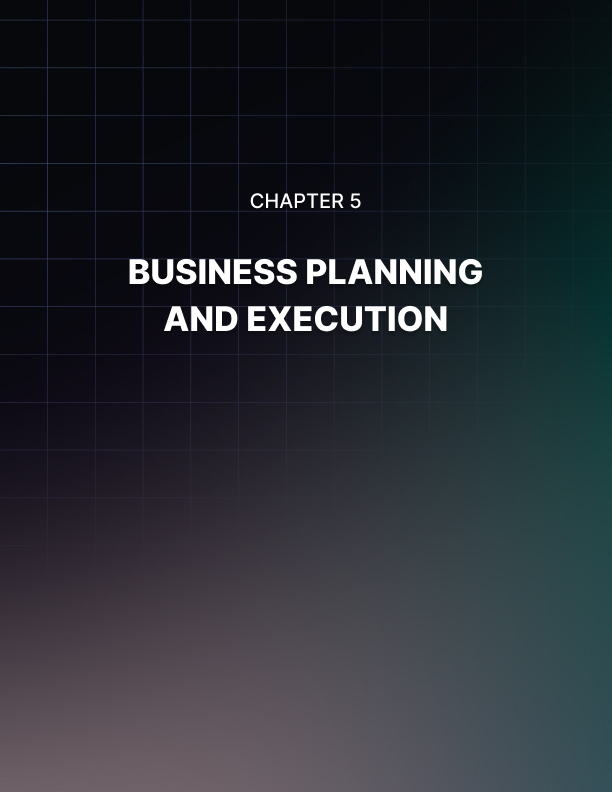 CHAPTER 5
BUSINESS PLANNING
AND EXECUTION